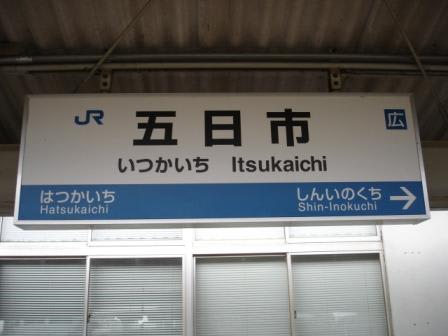 JR 五日市 広
いつかいち Itsukaichi
はつかいち しんいのくち →
Hatsukaichi Shin-Inokuchi